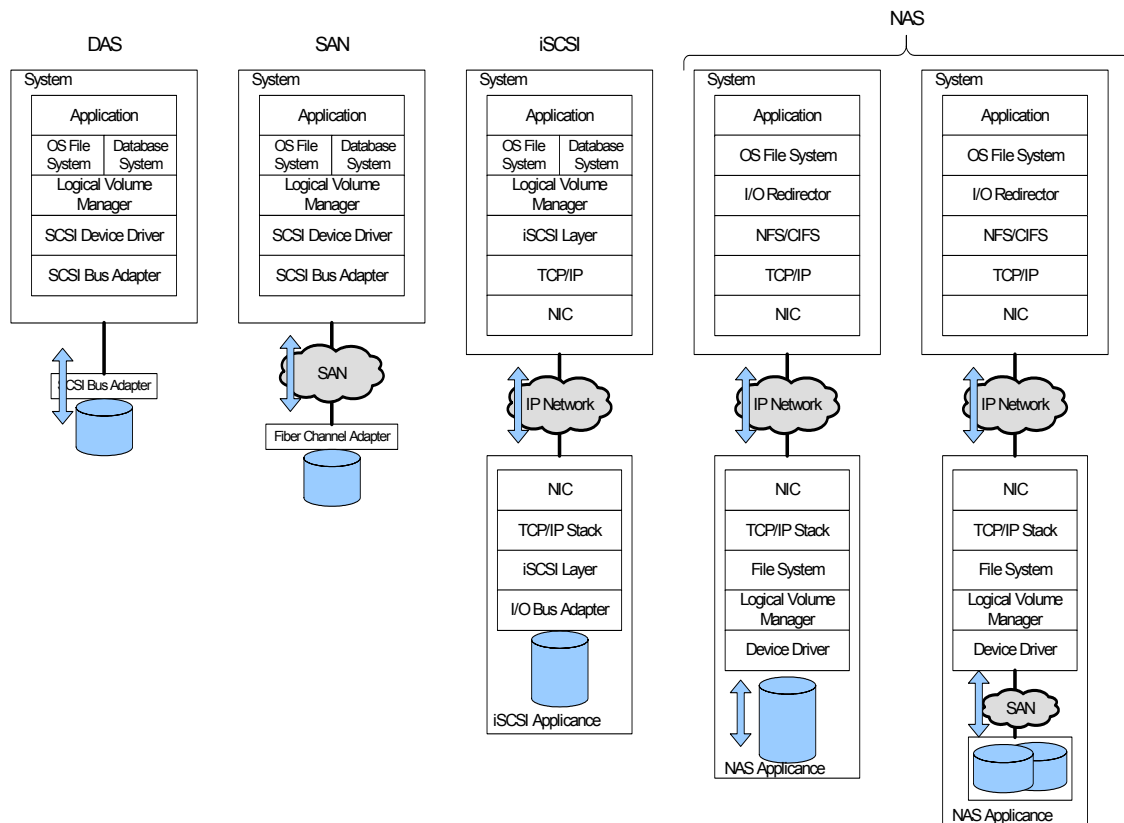 NAS
DAS
SAN
iSCSI
System
Application
OS File
System
Database
System
Logical Volume
Manager
SCSI Device Driver
SCSI Bus Adapter
SCSI Bus Adapter
System
Application
OS File
System
Database
System
Logical Volume
Manager
SCSI Device Driver
SCSI Bus Adapter
SAN
Fiber Channel Adapter
System
Application
OS File
System
Database
System
Logical Volume
Manager
iSCSI Layer
TCP/IP
NIC
IP Network
NIC
TCP/IP Stack
iSCSI Layer
I/O Bus Adapter
iSCSI Applicance
System
Application
OS File System
I/O Redirector
NFS/CIFS
TCP/IP
NIC
IP Network
NIC
TCP/IP Stack
File System
Logical Volume
Manager
Device Driver
NAS Applicance
System
Application
OS File System
I/O Redirector
NFS/CIFS
TCP/IP
NIC
IP Network
NIC
TCP/IP Stack
File System
Logical Volume
Manager
Device Driver
SAN
NAS Applicance